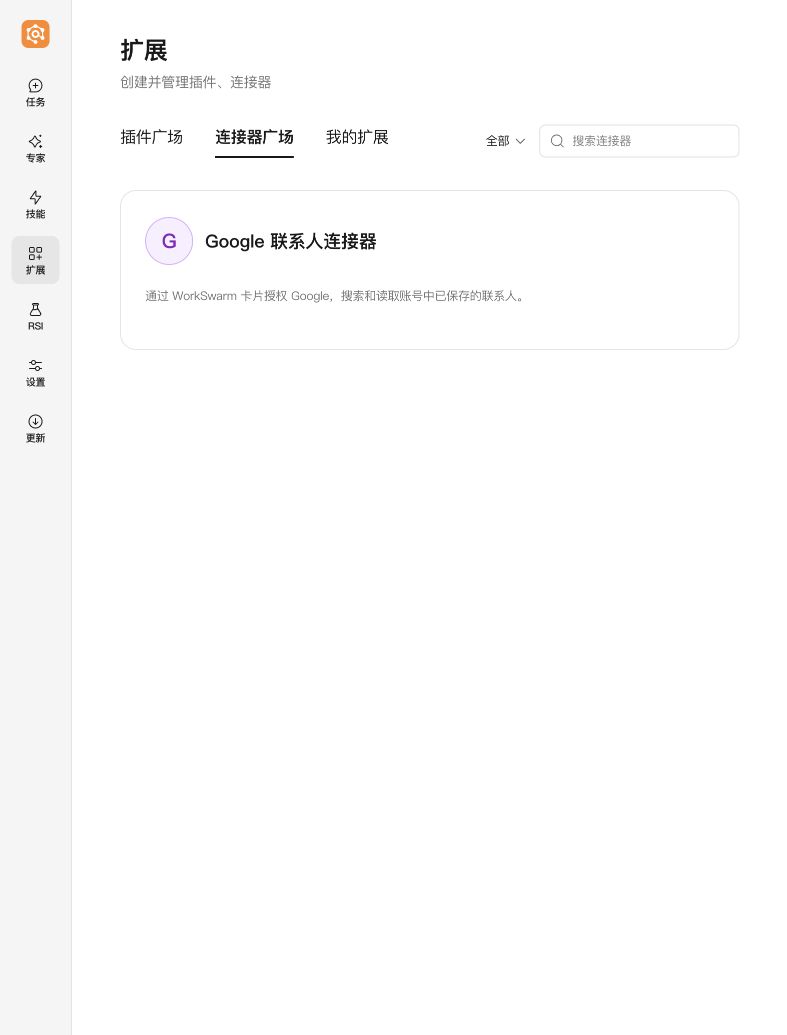 任务
专家
技能
扩展
RSI
设置
更新
扩展
创建并管理插件、连接器
插件广场
连接器广场
我的扩展
全部
搜索连接器
G
Google 联系人连接器
通过 WorkSwarm 卡片授权 Google，搜索和读取账号中已保存的联系人。